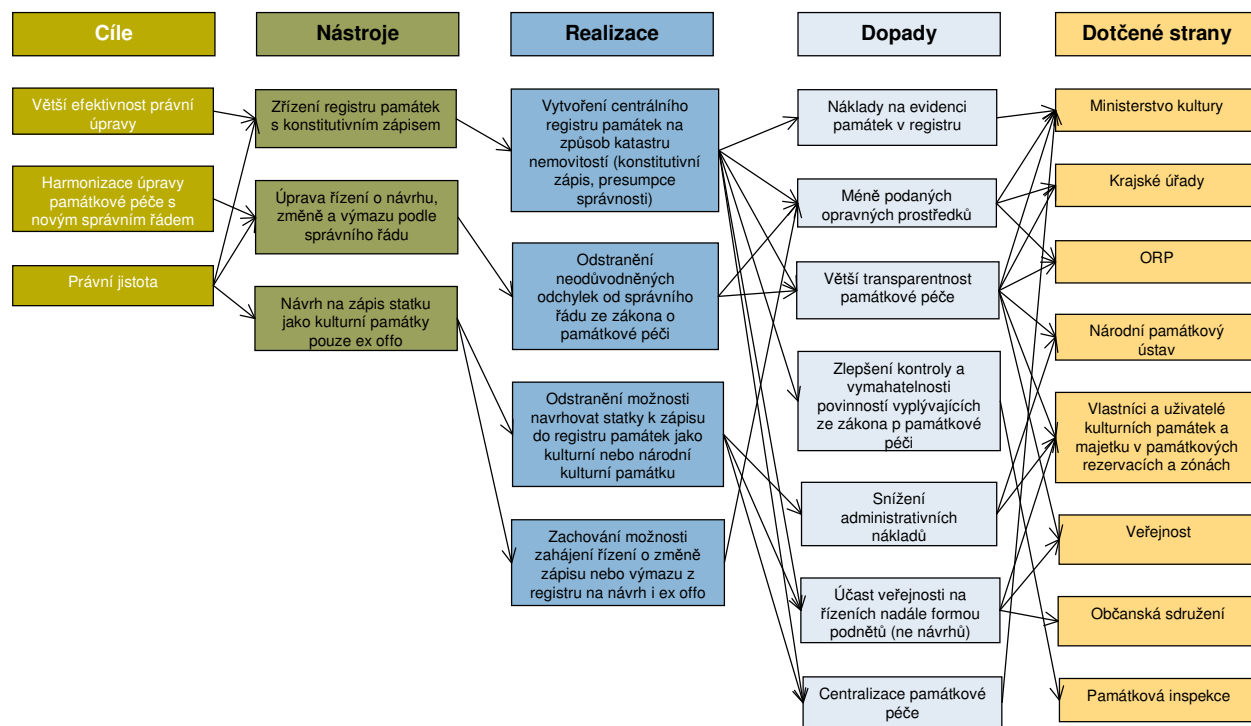 Cíle
Nástroje
Realizace
Dopady
Dotčené strany
Větší efektivnost právní
úpravy
Harmonizace úpravy
památkové péče s
novým správním řádem
Právní jistota
Zřízení registru památek
s konstitutivním zápisem
Úprava řízení o návrhu,
změně a výmazu podle
správního řádu
Návrh na zápis statku
jako kulturní památky
pouze ex offo
Vytvoření centrálního
registru památek na
způsob katastru
nemovitostí (konstitutivní
zápis, presumpce
správnosti)
Odstranění
neodůvodněných
odchylek od správního
řádu ze zákona o
památkové péči
Odstranění možnosti
navrhovat statky k zápisu
do registru památek jako
kulturní nebo národní
kulturní památku
Zachování možnosti
zahájení řízení o změně
zápisu nebo výmazu z
registru na návrh i ex offo
Náklady na evidenci
památek v registru
Méně podaných
opravných prostředků
Větší transparentnost
památkové péče
Zlepšení kontroly a
vymahatelnosti
povinností vyplývajících
ze zákona p památkové
péči
Snížení
administrativních
nákladů
Účast veřejnosti na
řízeních nadále formou
podnětů (ne návrhů)
Centralizace památkové
péče
Ministerstvo kultury
Krajské úřady
ORP
Národní památkový
ústav
Vlastníci a uživatelé
kulturních památek a
majetku v památkových
rezervacích a zónách
Veřejnost
Občanská sdružení
Památková inspekce